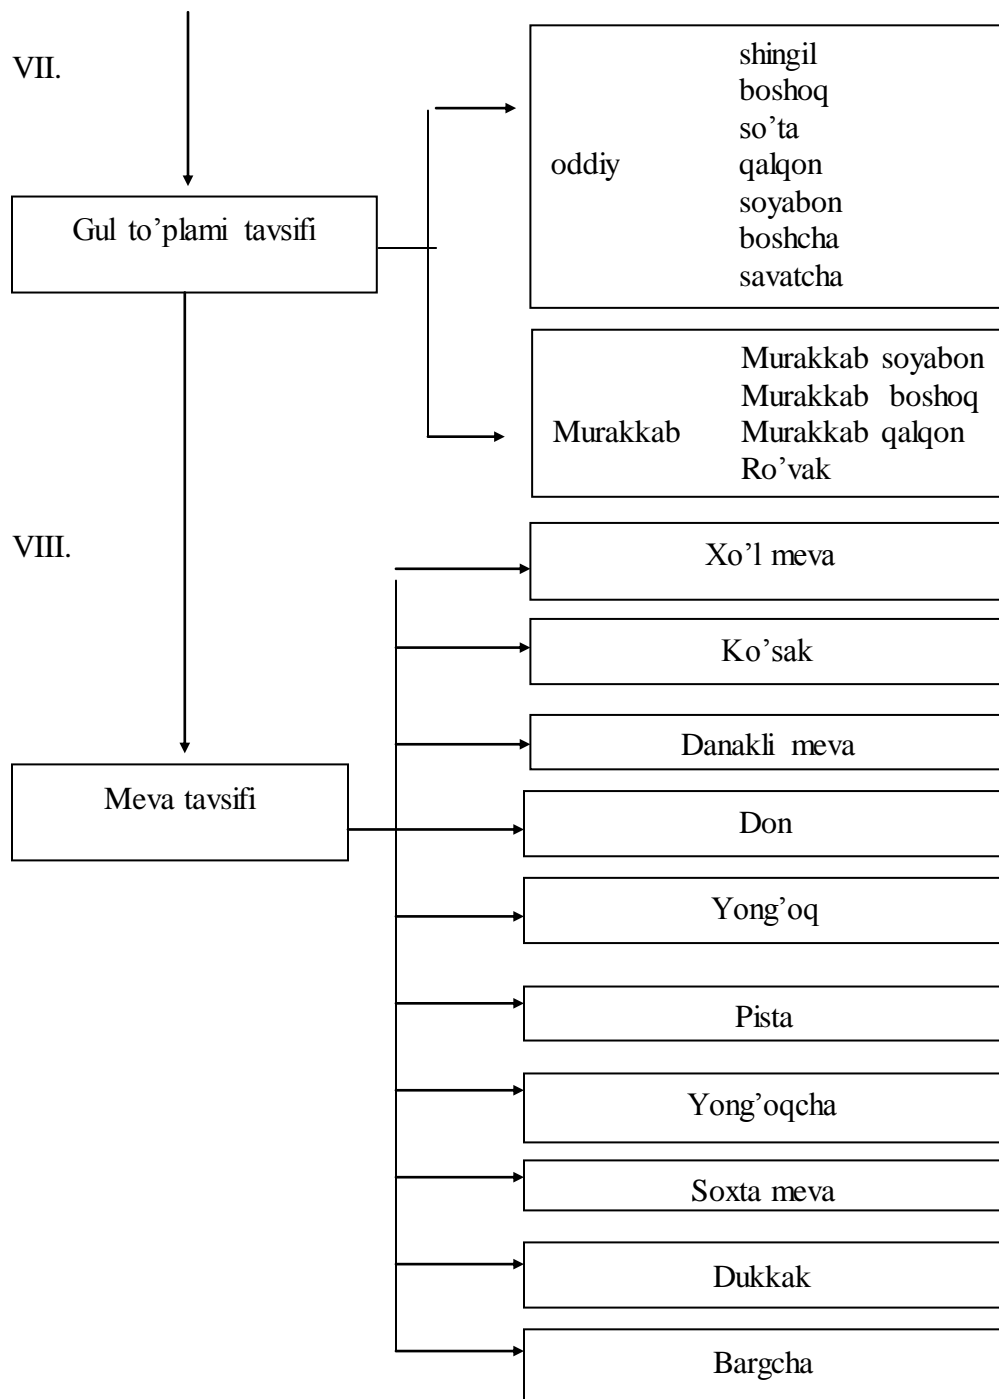 VII.
shingil
boshoq
so’ta
oddiy qalqon
soyabon
boshcha
savatcha
Gul to’plami tavsifi
Murakkab soyabon
Murakkab boshoq
Murakkab Murakkab qalqon
Ro’vak
VIII.
Xo’l meva
Ko’sak
Danakli meva
Meva tavsifi
Don
Yong’oq
Pista
Yong’oqcha
Soxta meva
Dukkak
Bargcha